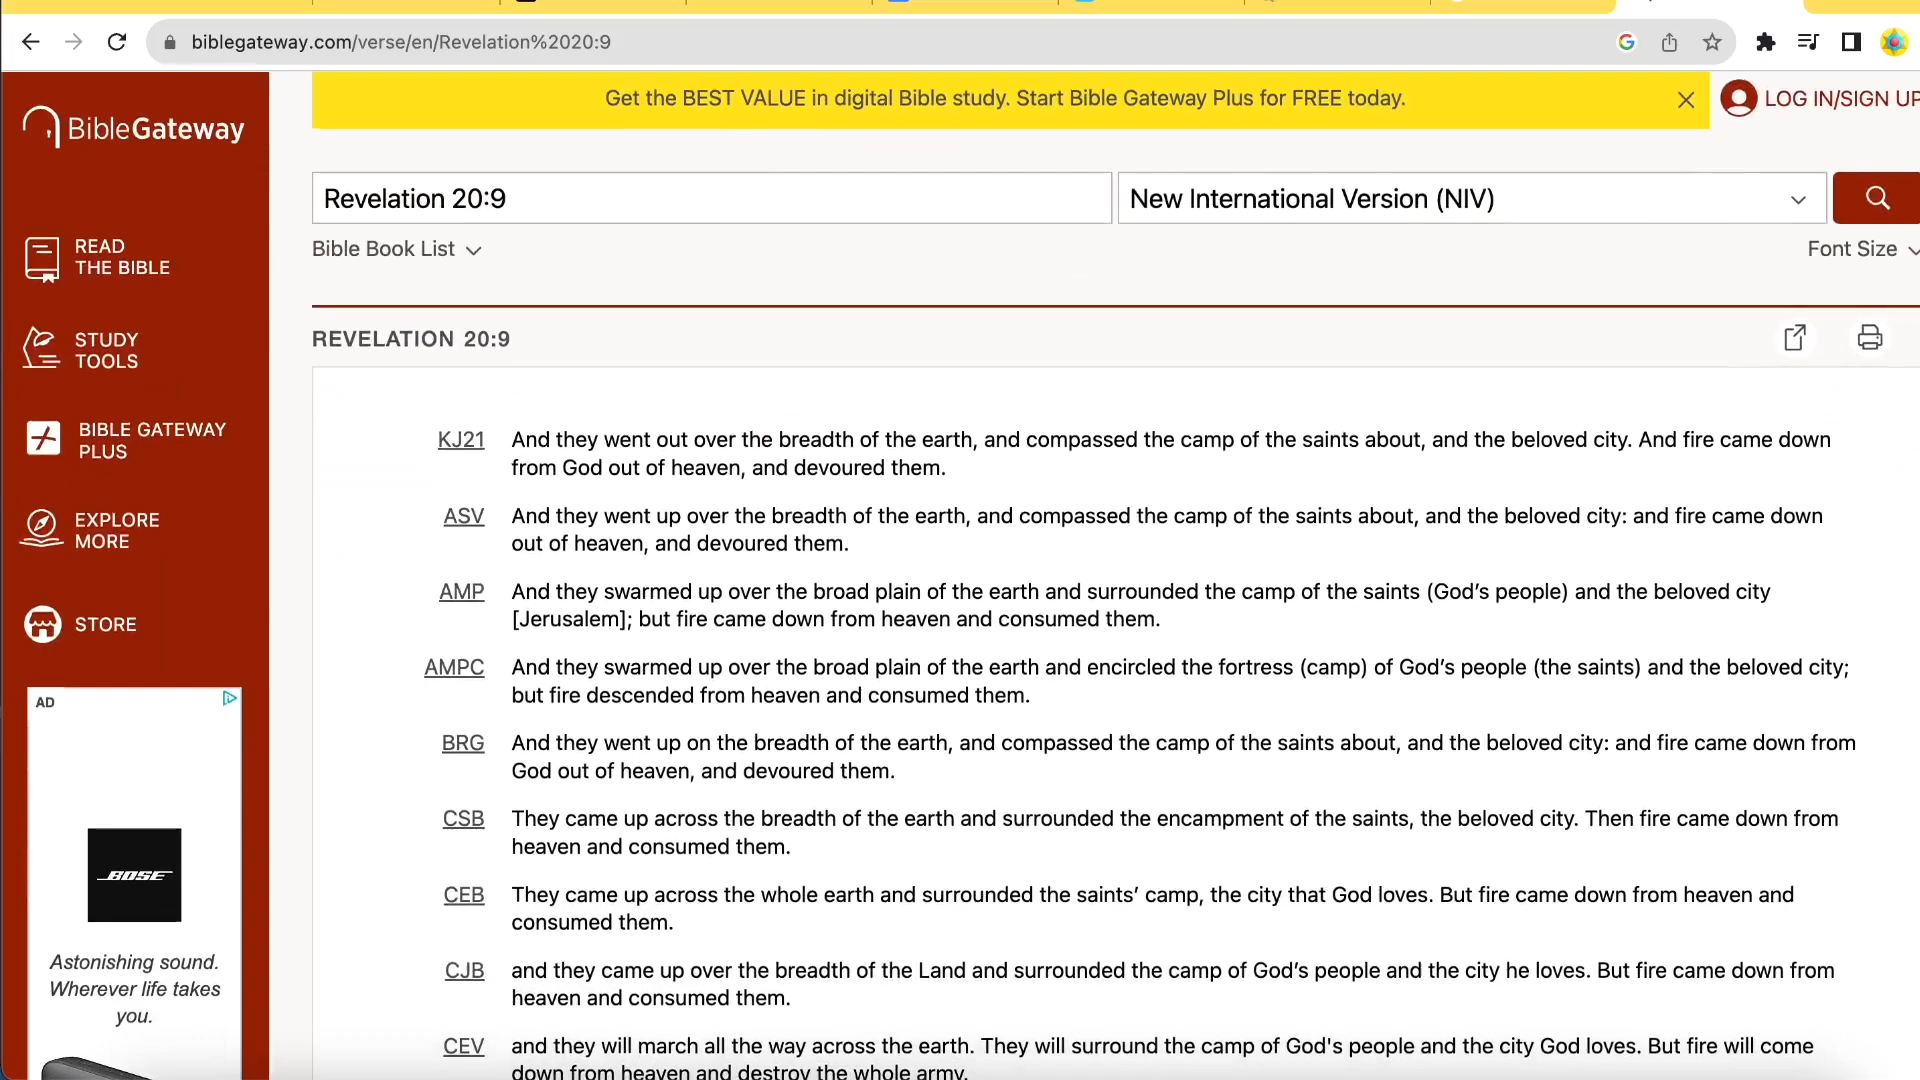 biblegateway.com/verse/en/Revelation%2020:9
BibleGateway
Get the BEST VALUE in digital Bible study. Start Bible Gateway Plus for FREE today.
LOG IN/SIGN UP
Revelation 20:9
New International Version (NIV)
Bible Book List
Font Size
READ
THE BIBLE
STUDY
TOOLS
BIBLE GATEWAY
PLUS
EXPLORE
MORE
STORE
AD
BOSE
Astonishing sound.
Wherever life takes
you.
REVELATION 20:9
KJ21 And they went out over the breadth of the earth, and compassed the camp of the saints about, and the beloved city. And fire came down
from God out of heaven, and devoured them.
ASV And they went up over the breadth of the earth, and compassed the camp of the saints about, and the beloved city: and fire came down
out of heaven, and devoured them.
AMP And they swarmed up over the broad plain of the earth and surrounded the camp of the saints (God’s people) and the beloved city
[Jerusalem]; but fire came down from heaven and consumed them.
AMPC And they swarmed up over the broad plain of the earth and encircled the fortress (camp) of God’s people (the saints) and the beloved city;
but fire descended from heaven and consumed them.
BRG And they went up on the breadth of the earth, and compassed the camp of the saints about, and the beloved city: and fire came down from
God out of heaven, and devoured them.
CSB They came up across the breadth of the earth and surrounded the encampment of the saints, the beloved city. Then fire came down from
heaven and consumed them.
CEB They came up across the whole earth and surrounded the saints’ camp, the city that God loves. But fire came down from heaven and
consumed them.
CJB and they came up over the breadth of the Land and surrounded the camp of God’s people and the city he loves. But fire came down from
heaven and consumed them.
CEV and they will march all the way across the earth. They will surround the camp of God's people and the city God loves. But fire will come
down from heaven and destroy the whole army.